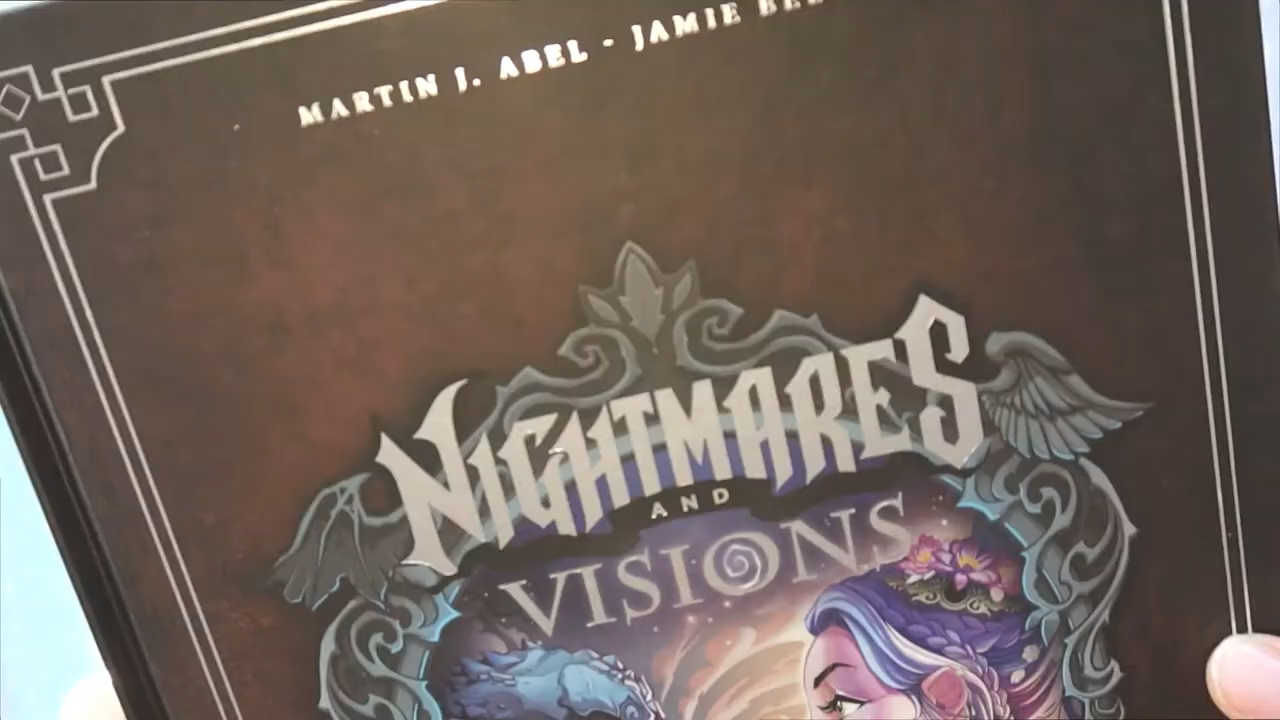 MARTIN J. ABEL - JAMIE
NIGHTMARES
AND
VISIONS